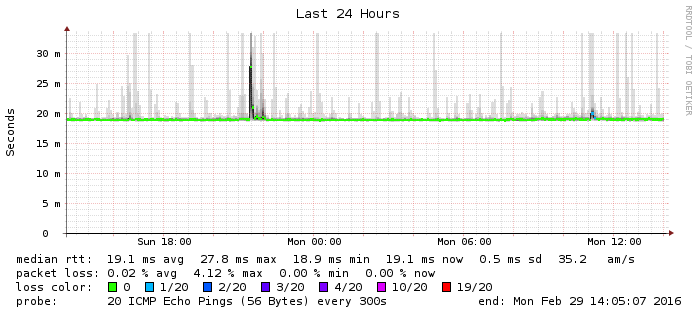 Last 24 Hours
RRDTOOL / TOBI OETIKER
Seconds
30 m
25 m
20 m
15 m
10 m
5 m
0
Sun 18:00 Mon 00:00 Mon 06:00 Mon 12:00
median rtt: 19.1 ms avg 27.8 ms max 18.9 ms min 19.1 ms now 0.5 ms sd 35.2 am/s
packet loss: 0.02 % avg 4.12 % max 0.00 % min 0.00 % now
loss color: 0 1/20 2/20 3/20 4/20 10/20 19/20
probe: 20 ICMP Echo Pings (56 Bytes) every 300s end: Mon Feb 29 14:05:07 2016